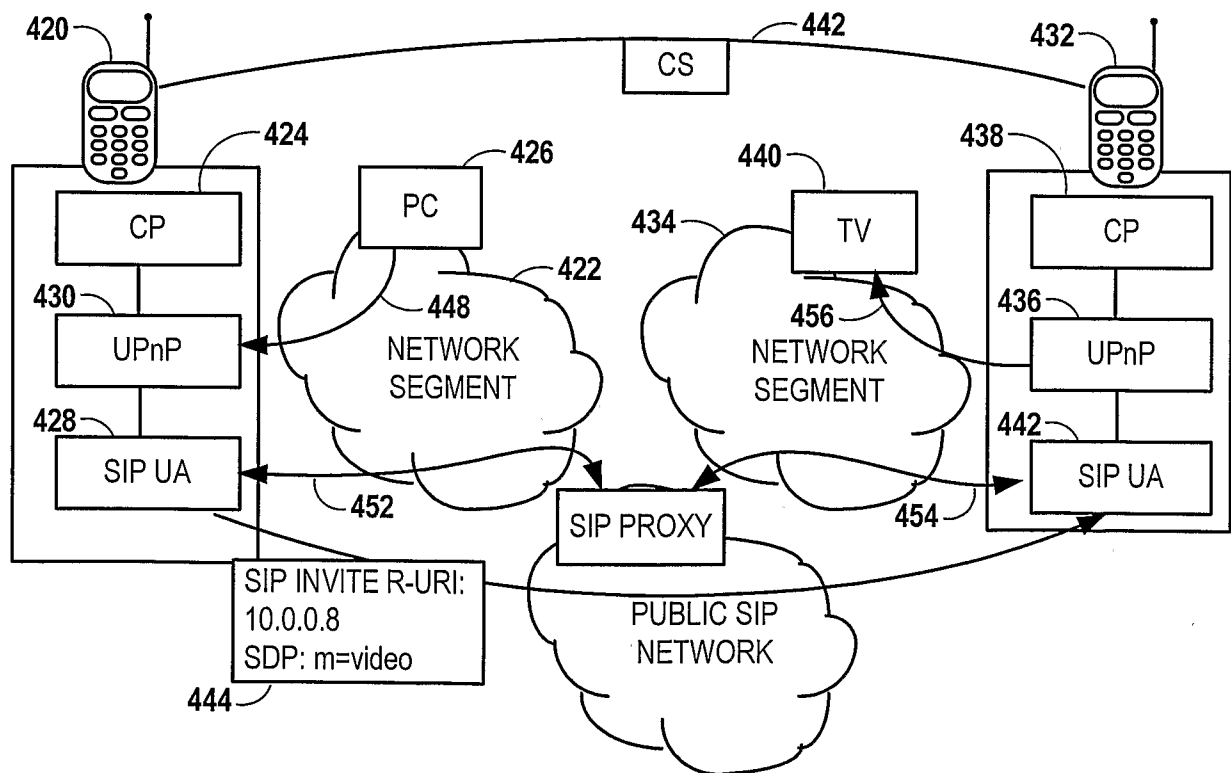 420
442
432
CS
424
426
440
438
PC
434
TV
CP
CP
422
430
448
456
436
UPnP
NETWORK
SEGMENT
NETWORK
SEGMENT
UPnP
428
442
SIP UA
SIP UA
452
SIP PROXY
454
SIP INVITE R-URI:
10.0.0.8
SDP: m=video
PUBLIC SIP
NETWORK
444